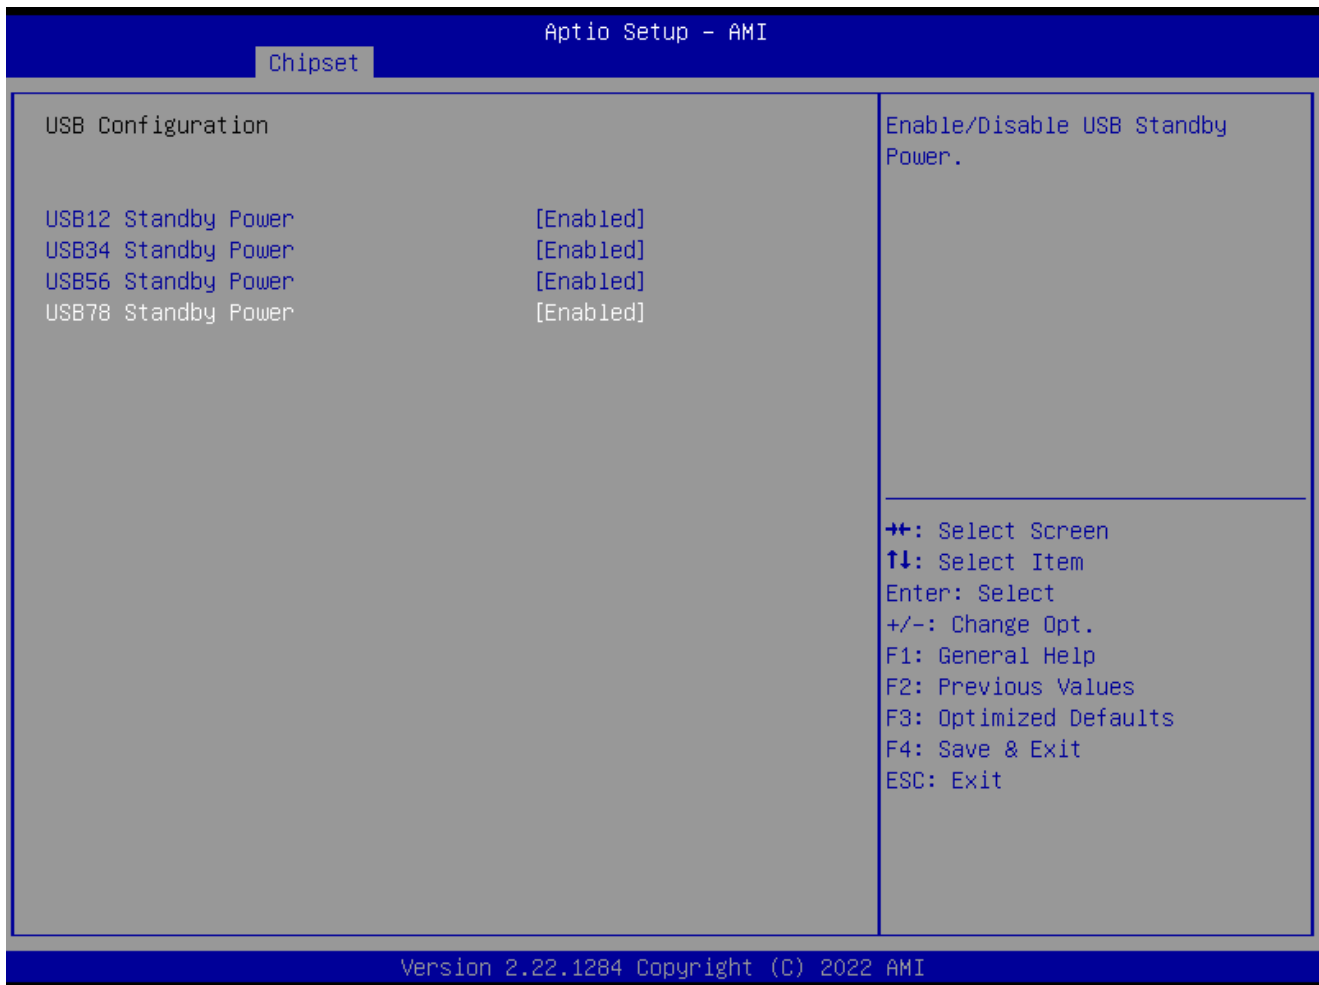 Aptio Setup – AMI
Chipset
USB Configuration
USB12 Standby Power [Enabled]
USB34 Standby Power [Enabled]
USB56 Standby Power [Enabled]
USB78 Standby Power [Enabled]
Enable/Disable USB Standby
Power.
→←: Select Screen
↑↓: Select Item
Enter: Select
+/-: Change Opt.
F1: General Help
F2: Previous Values
F3: Optimized Defaults
F4: Save & Exit
ESC: Exit
Version 2.22.1284 Copyright (C) 2022 AMI